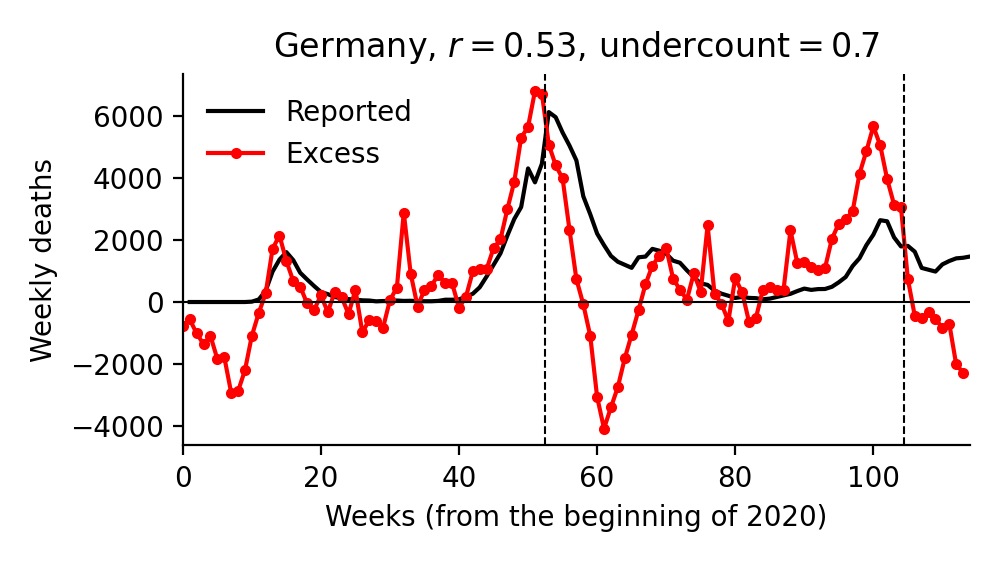 Germany, r = 0.53, undercount = 0.7
Reported
Excess
Weekly deaths
6000
4000
2000
0
−2000
−4000
0 20 40 60 80 100
Weeks (from the beginning of 2020)